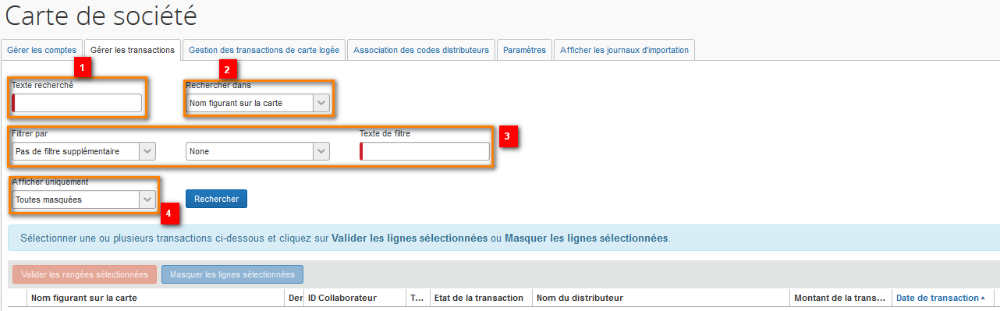 Carte de société
Gérer les comptes Gérer les transactions Gestion des transactions de carte logée Association des codes distributeurs Paramètres Afficher les journaux d'importation
1 2
Texte recherché Rechercher dans
Nom figurant sur la carte
3
Filtrer par Texte de filtre
Pas de filtre supplémentaire None
Afficher uniquement
Toutes masquées Rechercher
4
Sélectionner une ou plusieurs transactions ci-dessous et cliquez sur Valider les lignes sélectionnées ou Masquer les lignes sélectionnées.
Valider les rangées sélectionnées Masquer les lignes sélectionnées
Nom figurant sur la carte Der ID Collaborateur T... Etat de la transaction Nom du distributeur Montant de la trans... Date de transaction